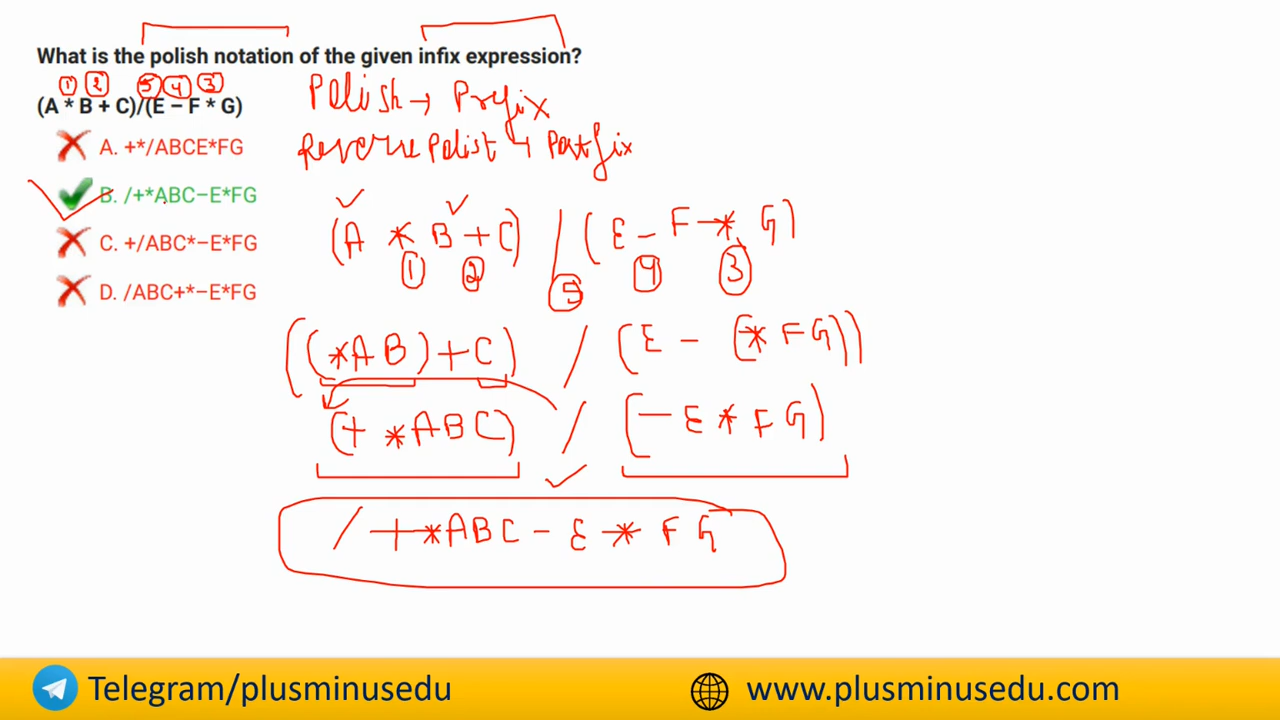 What is the polish notation of the given infix expression?
1 2 5 4 3
(A * B + C)/(E – F * G)
Polish → Prefix
Reverse Polist → Postfix
A. +*/ABCE*FG
B. /+*ABC–E*FG
C. +/ABC*–E*FG
D. /ABC+*–E*FG
(A * B + C) / (E - F * G)
1 2 5 4 3
((*AB) + C) / (E - (* FG))
(+ *ABC) / (- E * FG)
/ + *ABC - E * FG
Telegram/plusminusedu
www.plusminusedu.com